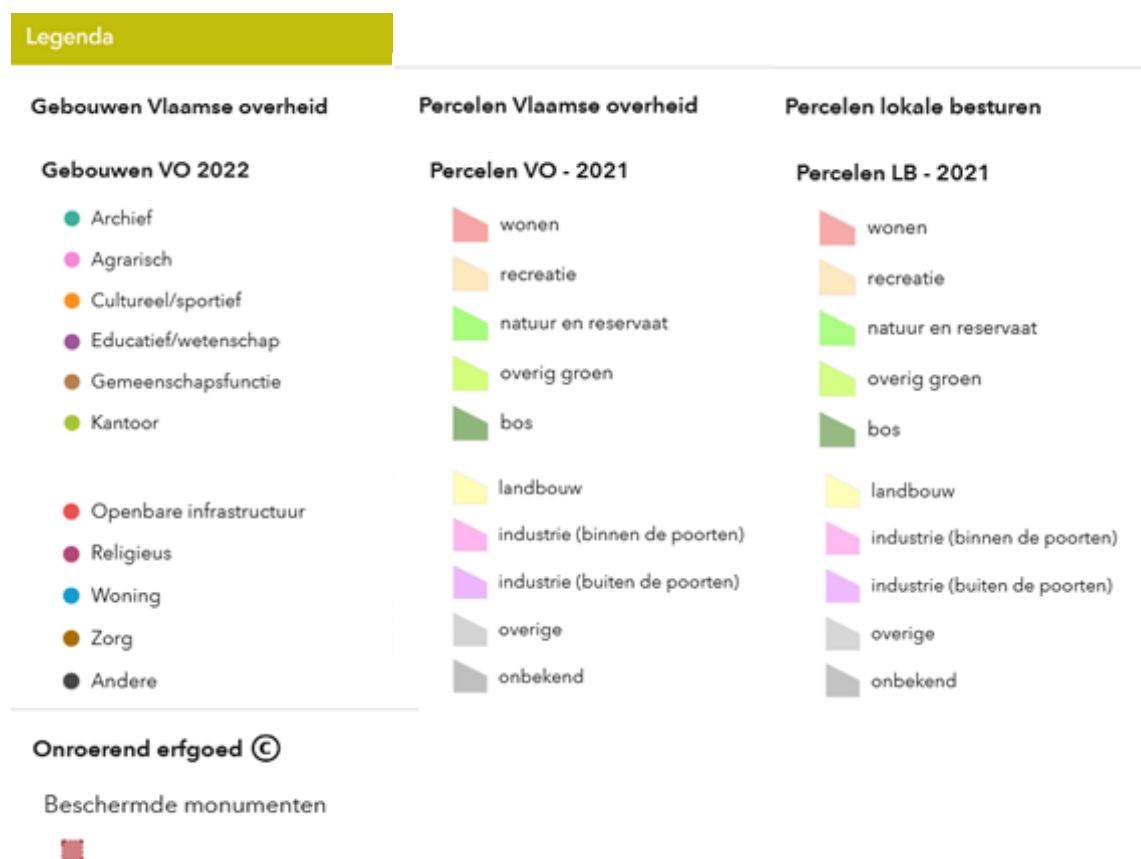 Legenda
Gebouwen Vlaamse overheid
Gebouwen VO 2022
Archief
Agrarisch
Cultureel/sportief
Educatief/wetenschap
Gemeenschapsfunctie
Kantoor
Openbare infrastructuur
Religieus
Woning
Zorg
Andere
Percelen Vlaamse overheid
Percelen VO - 2021
wonen
recreatie
natuur en reservaat
overig groen
bos
landbouw
industrie (binnen de poorten)
industrie (buiten de poorten)
overige
onbekend
Percelen lokale besturen
Percelen LB - 2021
wonen
recreatie
natuur en reservaat
overig groen
bos
landbouw
industrie (binnen de poorten)
industrie (buiten de poorten)
overige
onbekend
Onroerend erfgoed ©
Beschermde monumenten